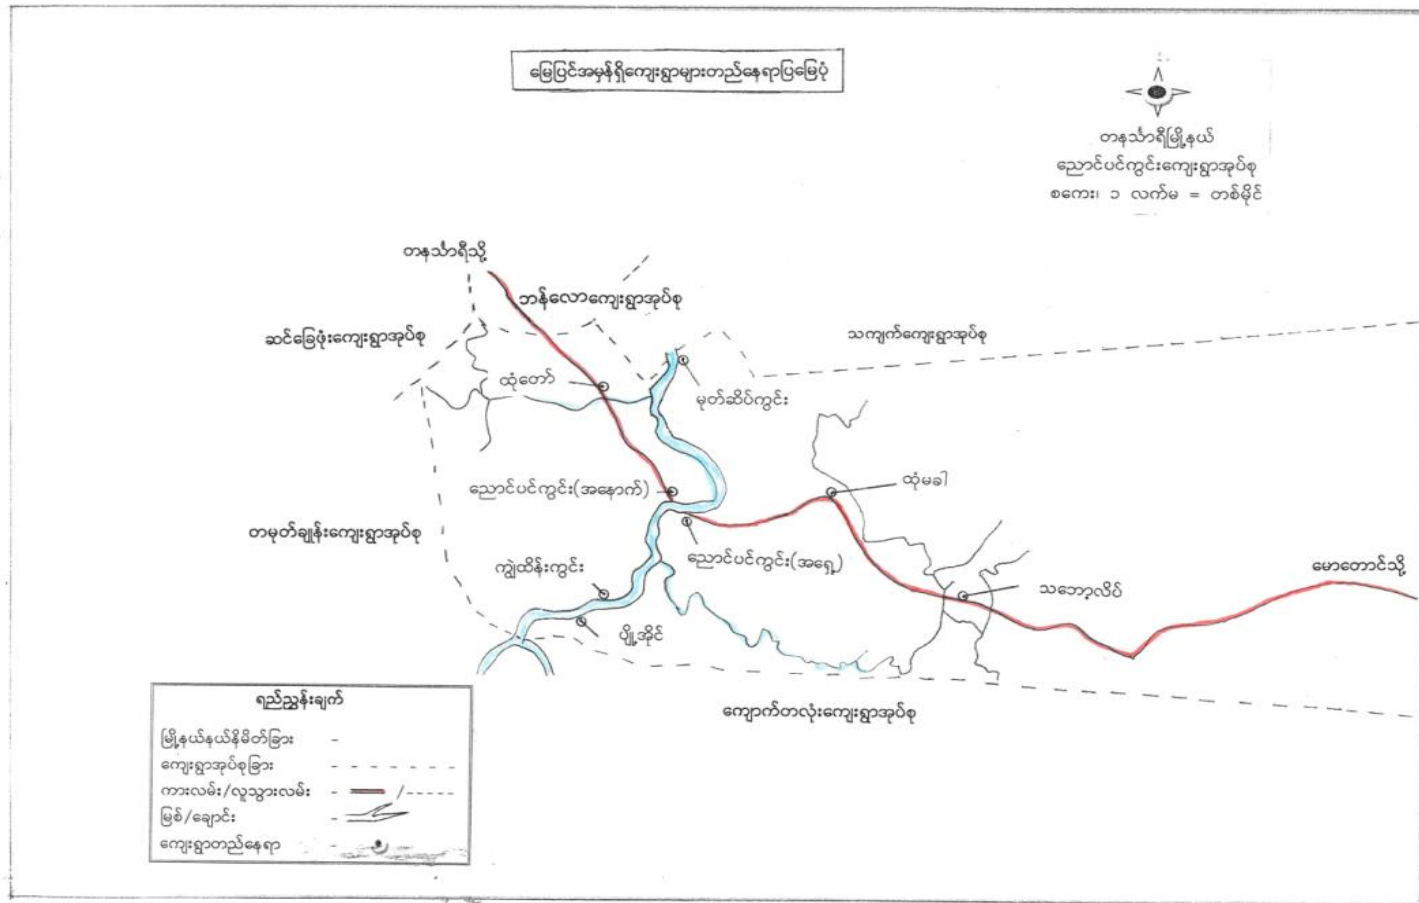 မြေပြင်အမှန်ရှိကျေးရွာများတည်နေရာပြမြေပုံ
တနင်္သာရီမြို့နယ်
ညောင်ပင်ကွင်းကျေးရွာအုပ်စု
စကေး၊ ၁ လက်မ = တစ်မိုင်
တနင်္သာရီသို့
ဘန်လောကျေးရွာအုပ်စု
ဆင်ခြေဖုံးကျေးရွာအုပ်စု
သကျက်ကျေးရွာအုပ်စု
ထုံတော်
မုတ်ဆိပ်ကွင်း
ညောင်ပင်ကွင်း(အနောက်)
ထုံမခါ
တမုတ်ချုန်းကျေးရွာအုပ်စု
ညောင်ပင်ကွင်း(အရှေ့)
ကျွဲထိန်းကွင်း
မောတောင်သို့
သဘော့လိပ်
ပျို့အိုင်
ကျောက်တလုံးကျေးရွာအုပ်စု
ရည်ညွှန်းချက်
မြို့နယ်နယ်နိမိတ်ခြား -
ကျေးရွာအုပ်စုခြား
ကားလမ်း/လူသွားလမ်း - /
မြစ်/ချောင်း -
ကျေးရွာတည်နေရာ -